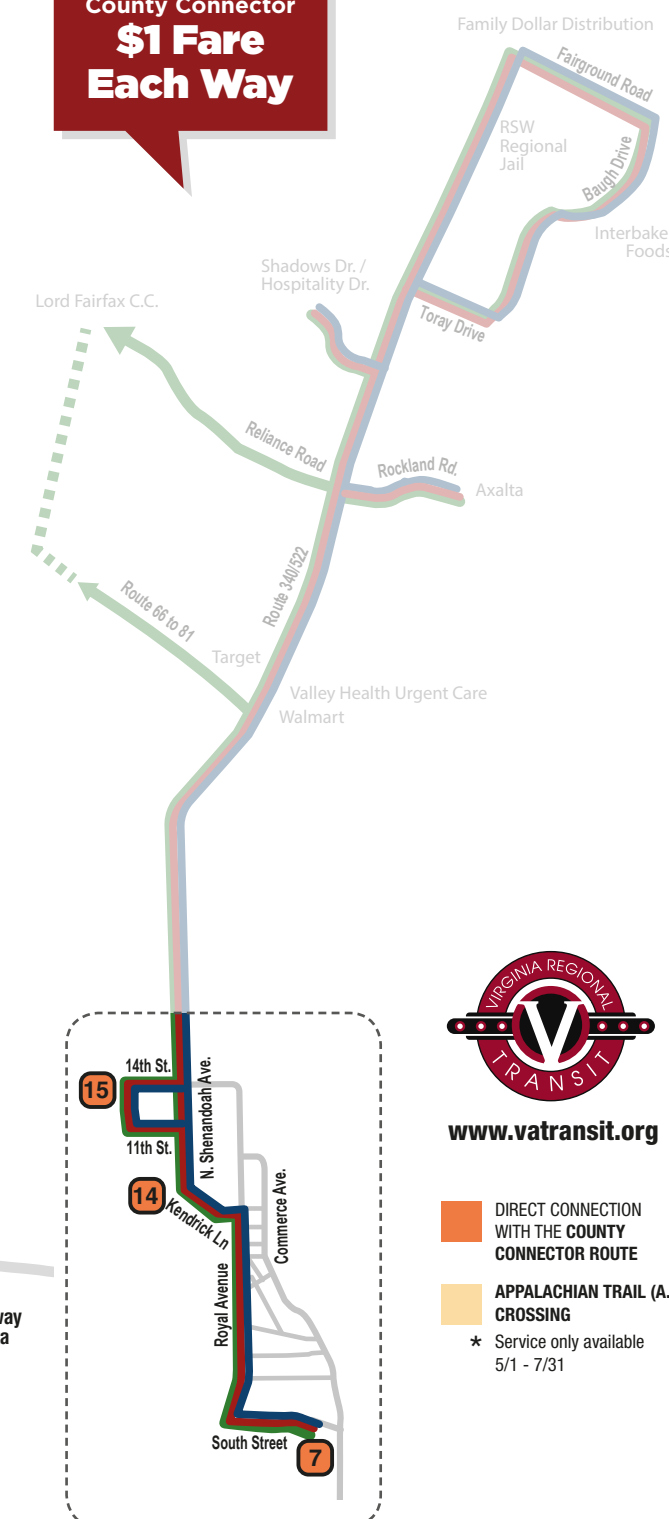 County Connector
$1 Fare
Each Way
Family Dollar Distribution
Fairground Road
RSW
Regional
Jail
Baugh Drive
Interbake
Foods
Shadows Dr. /
Hospitality Dr.
Lord Fairfax C.C.
Toray Drive
Reliance Road
Rockland Rd.
Axalta
Route 340/522
Route 66 to 81
Target
Valley Health Urgent Care
Walmart
VIRGINIA REGIONAL
V
TRANSIT
www.vatransit.org
14th St.
15
N. Shenandoah Ave.
11th St.
14
Kendrick Ln
Commerce Ave.
Royal Avenue
South Street
7
DIRECT CONNECTION
WITH THE COUNTY
CONNECTOR ROUTE
APPALACHIAN TRAIL (A.
CROSSING
* Service only available
5/1 - 7/31
way
a